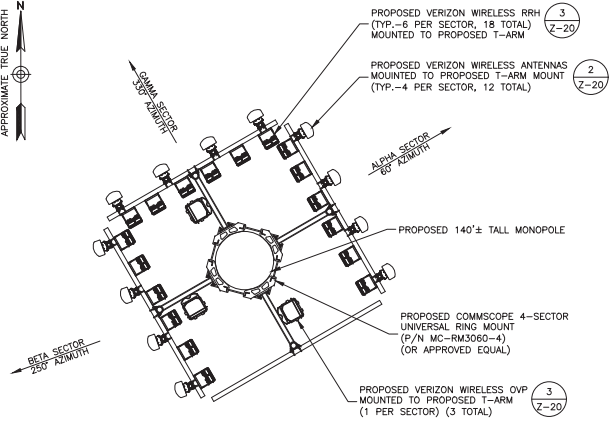 N
APPROXIMATE TRUE NORTH
PROPOSED VERIZON WIRELESS RRH
(TYP.-6 PER SECTOR, 18 TOTAL)
MOUNTED TO PROPOSED T-ARM
3
Z-20
PROPOSED VERIZON WIRELESS ANTENNAS
MOUINTED TO PROPOSED T-ARM MOUNT
(TYP.-4 PER SECTOR, 12 TOTAL)
2
Z-20
GAMMA SECTOR
330° AZIMUTH
ALPHA SECTOR
60° AZIMUTH
PROPOSED 140'± TALL MONOPOLE
PROPOSED COMMSCOPE 4-SECTOR
UNIVERSAL RING MOUNT
(P/N MC-RM3060-4)
(OR APPROVED EQUAL)
BETA SECTOR
250° AZIMUTH
PROPOSED VERIZON WIRELESS OVP
MOUNTED TO PROPOSED T-ARM
(1 PER SECTOR) (3 TOTAL)
3
Z-20